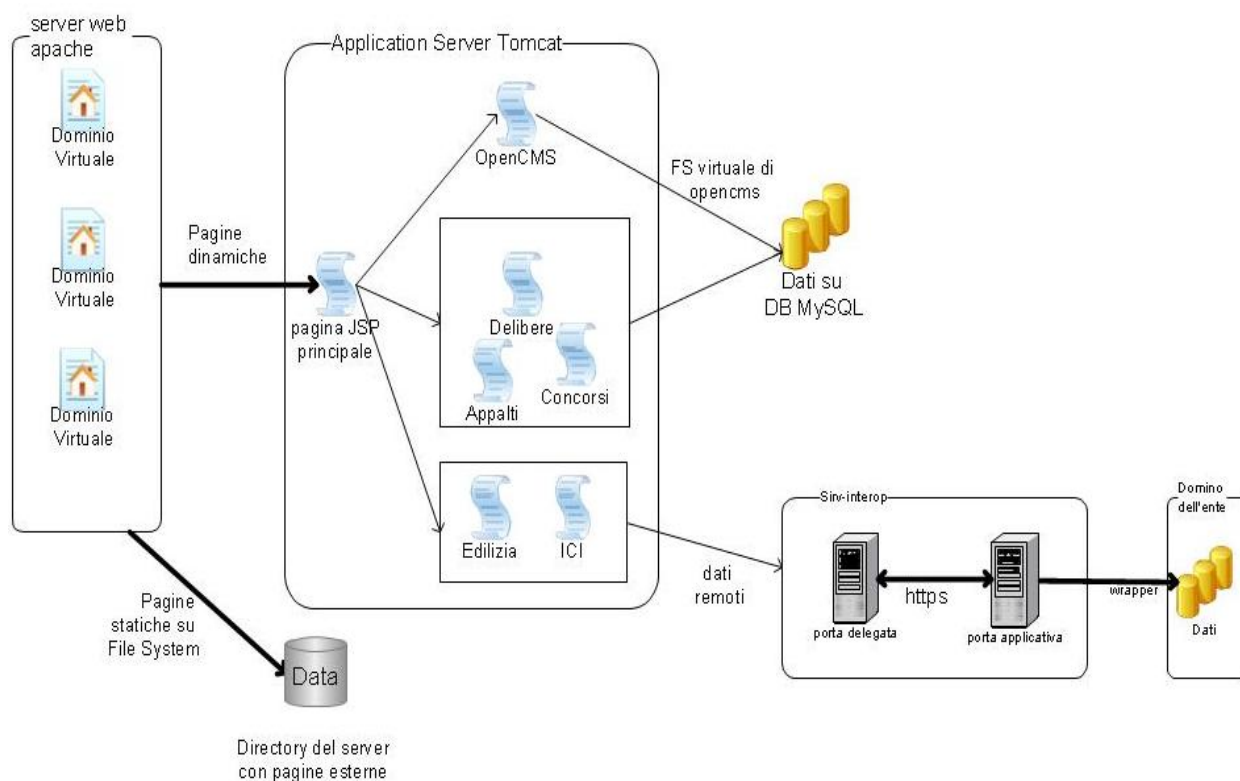 server web
apache
Dominio
Virtuale
Dominio
Virtuale
Dominio
Virtuale
Pagine
dinamiche
Application Server Tomcat
OpenCMS
pagina JSP
principale
Delibere
Appalti
Concorsi
Edilizia
ICI
FS virtuale di
opencms
Dati su
DB MySQL
dati
remoti
Sirv-interop
porta delegata
https
porta applicativa
wrapper
Domino
dell'ente
Dati
Pagine
statiche su
File System
Data
Directory del server
con pagine esterne